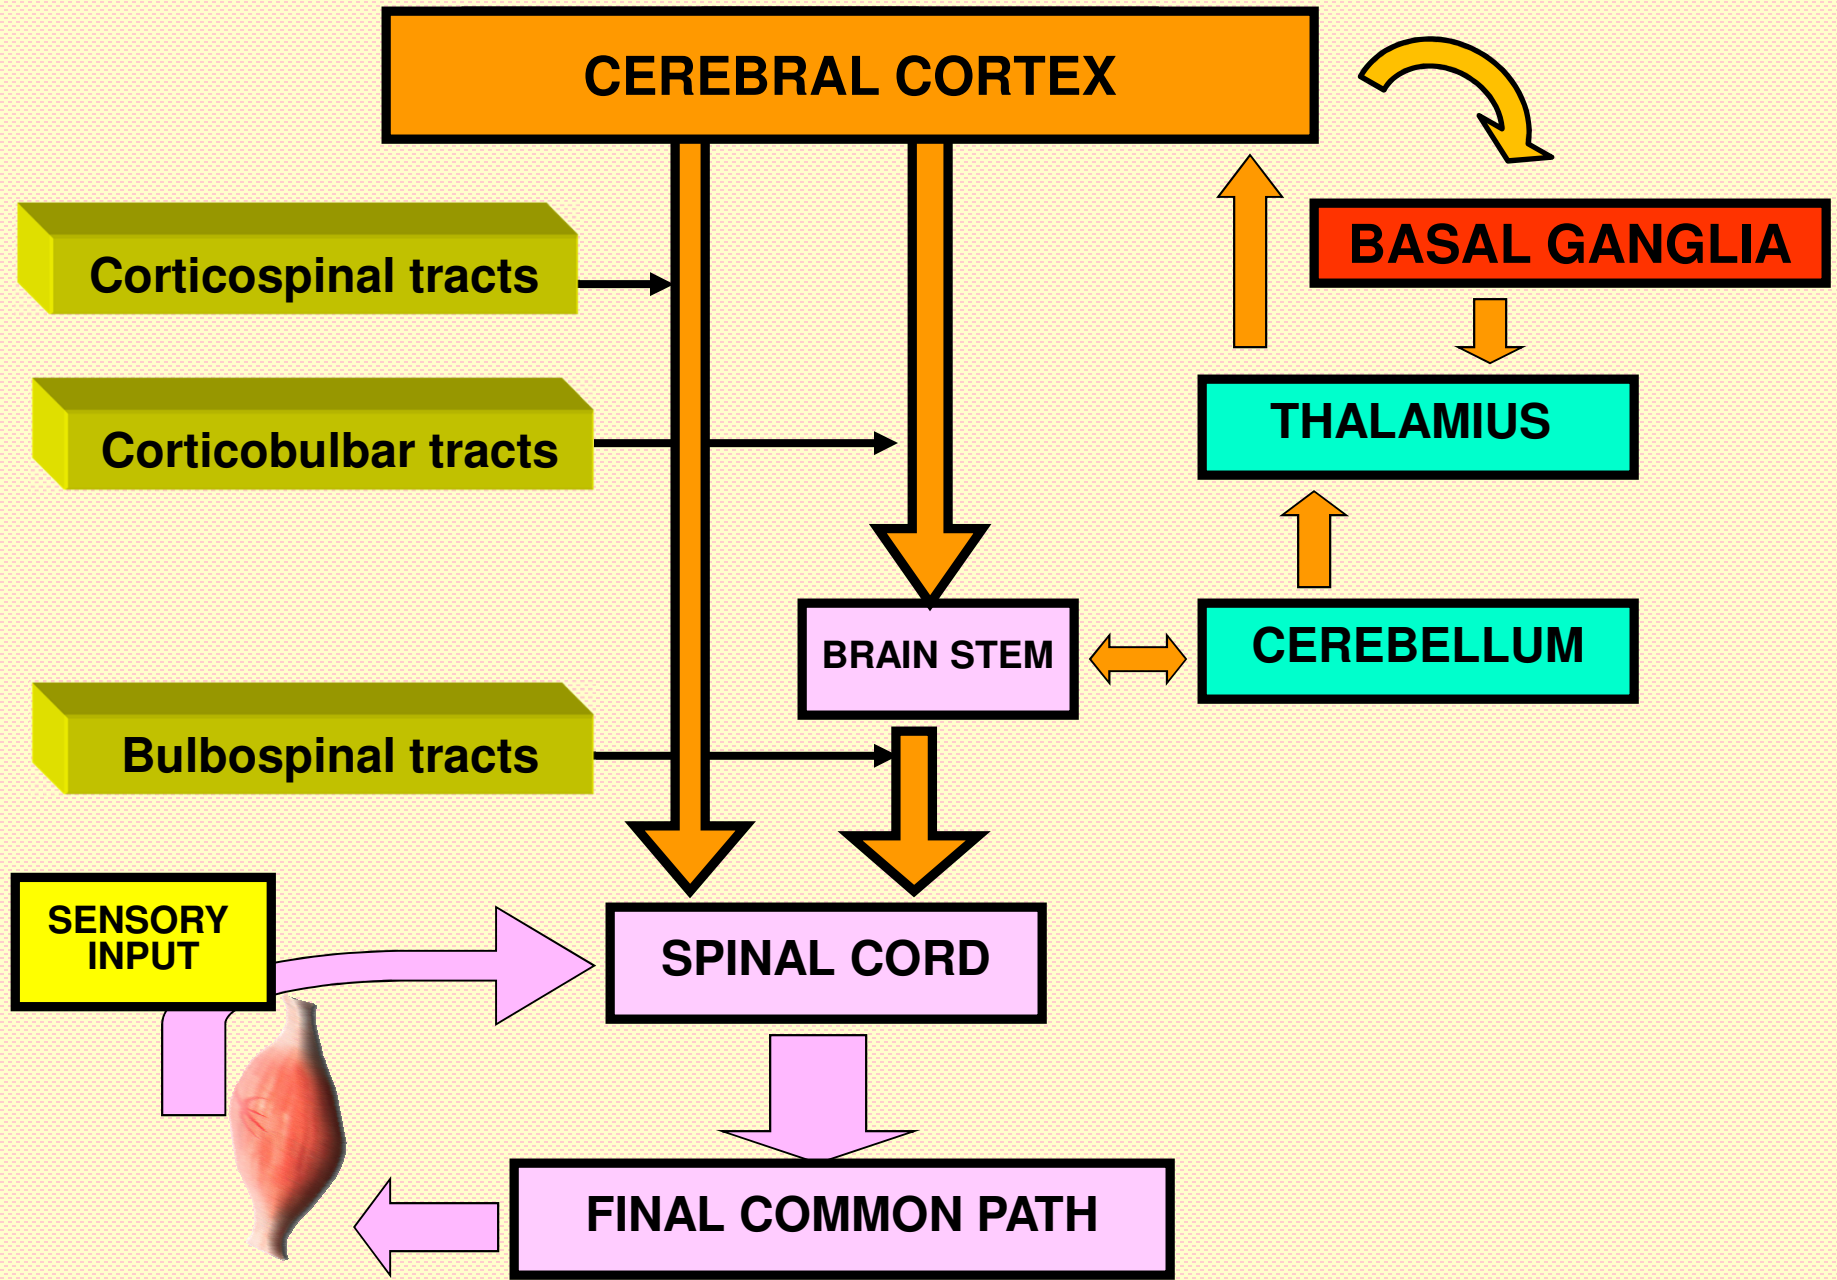 CEREBRAL CORTEX
BASAL GANGLIA
Corticospinal tracts
THALAMIUS
Corticobulbar tracts
BRAIN STEM
CEREBELLUM
Bulbospinal tracts
SENSORY
INPUT
SPINAL CORD
FINAL COMMON PATH